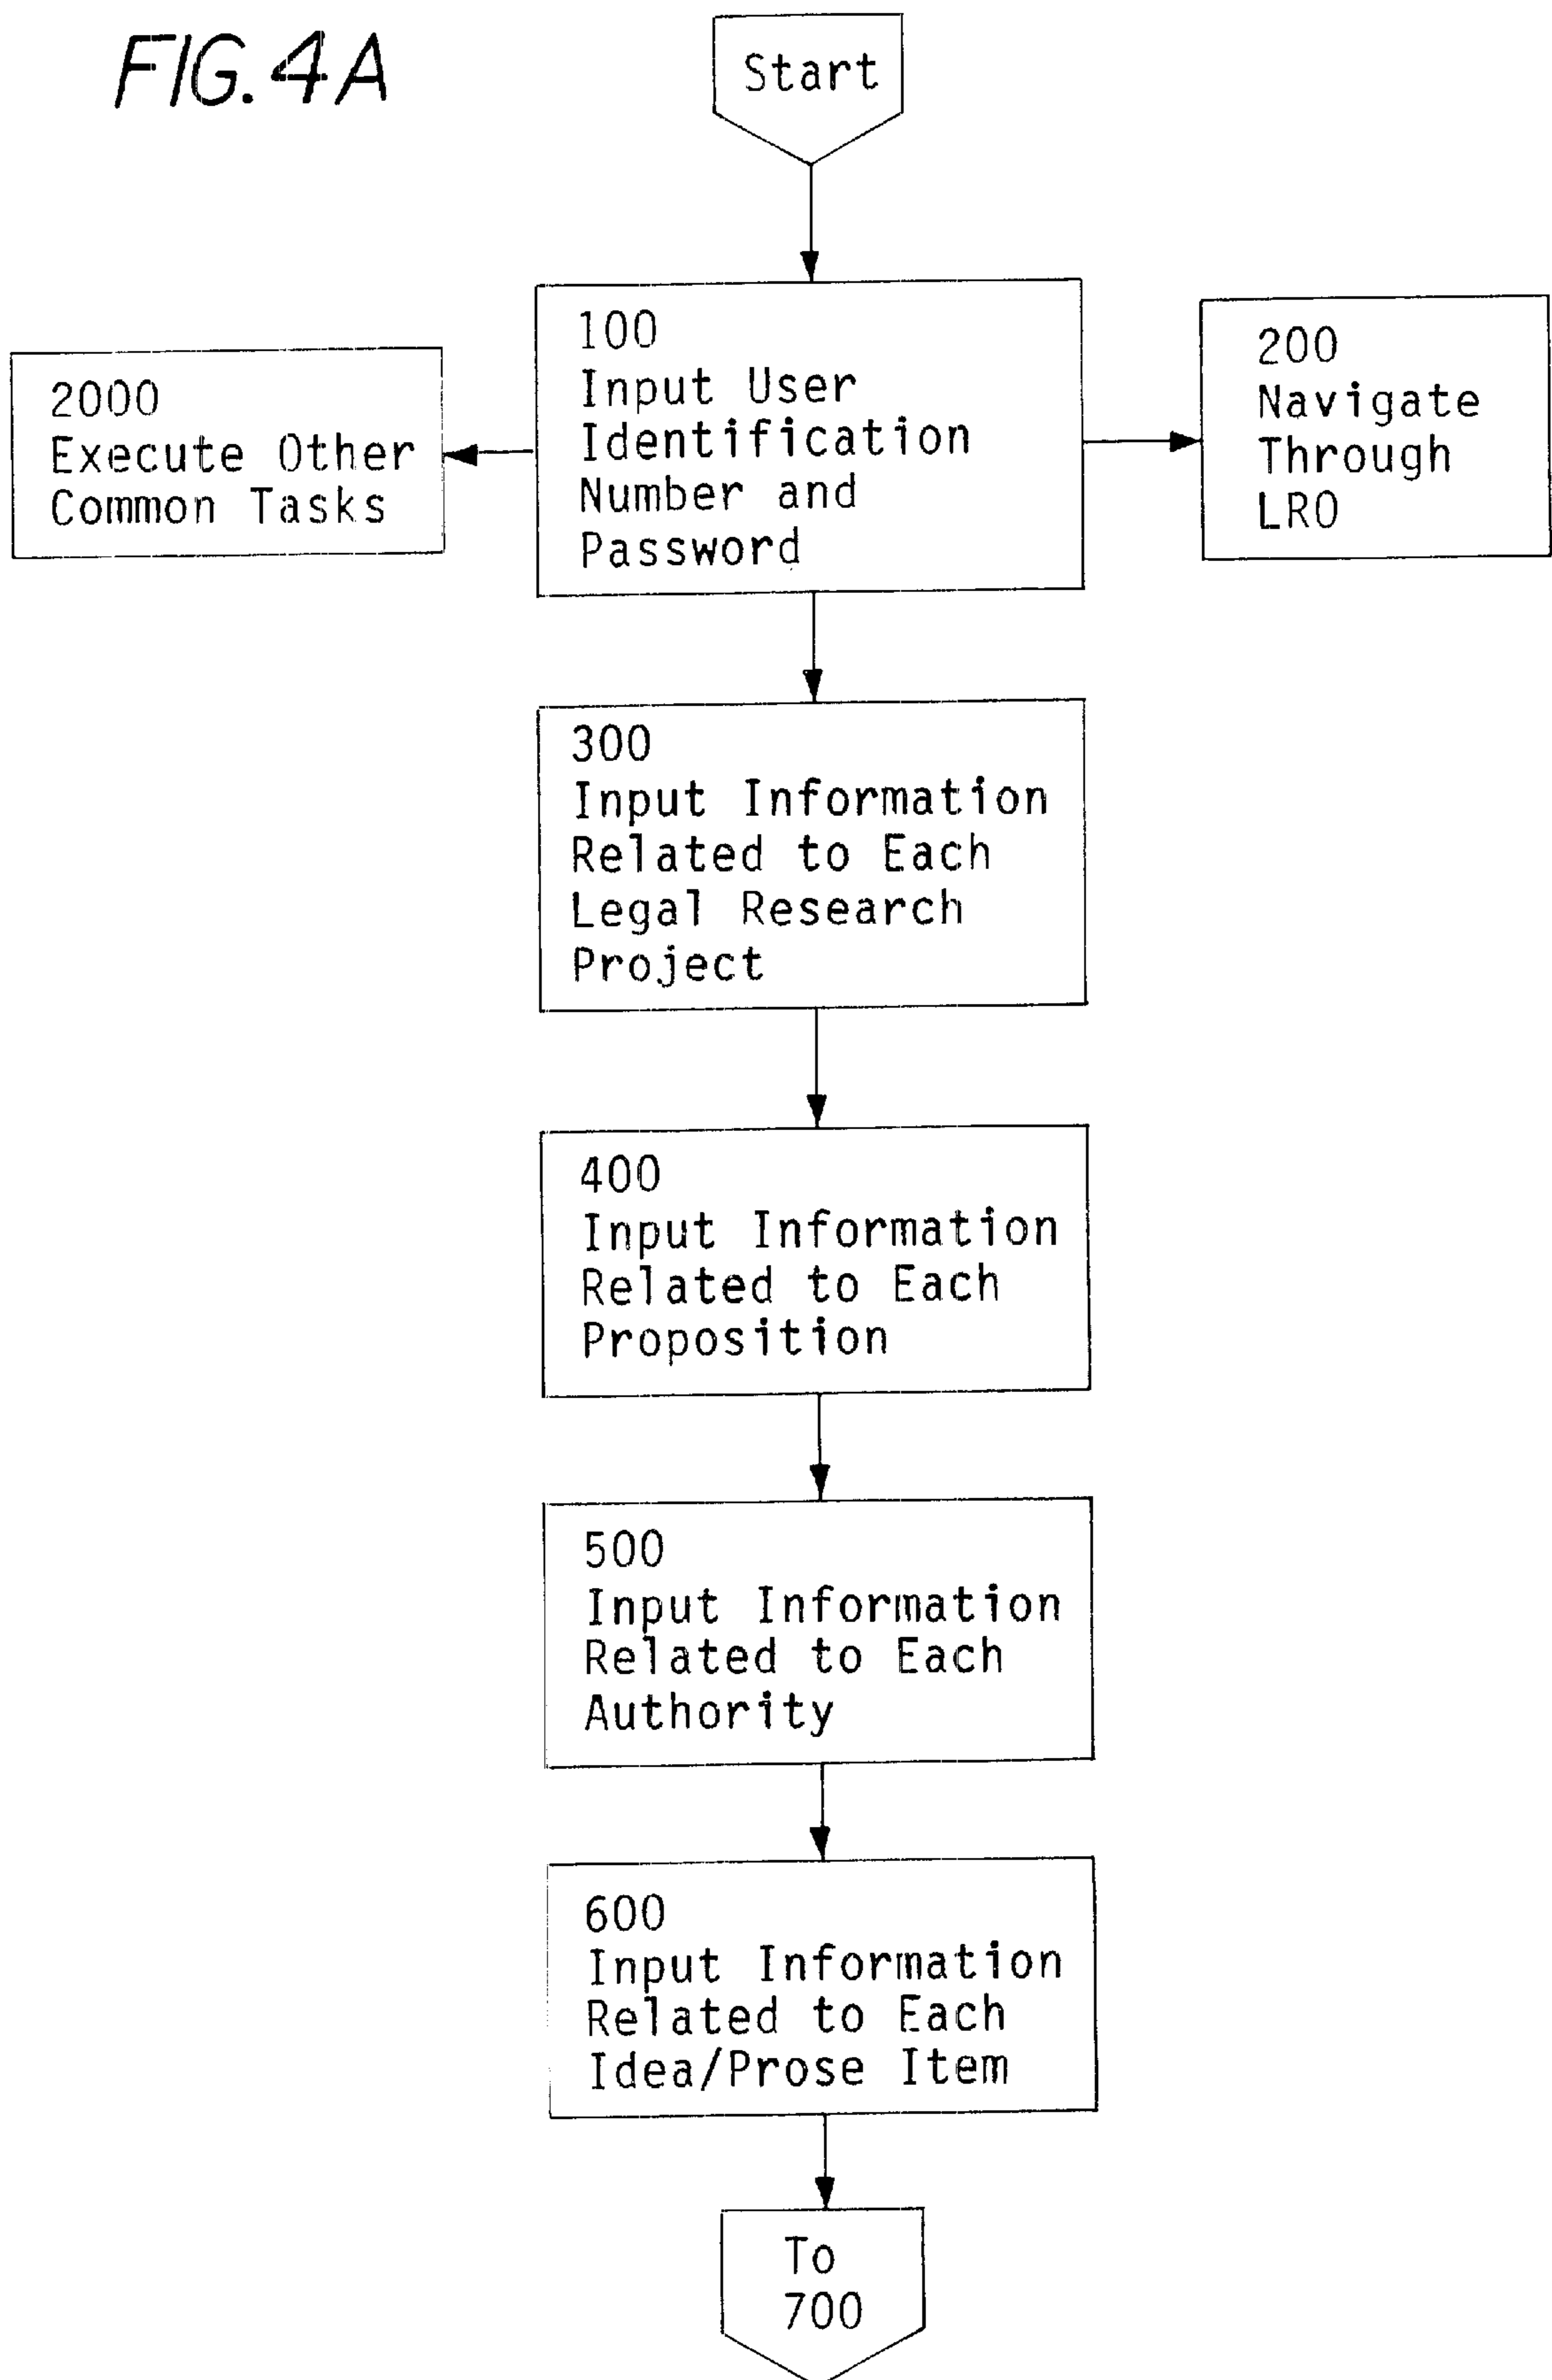 FIG. 4A
Start
100
Input User
Identification
Number and
Password
2000
Execute Other
Common Tasks
200
Navigate
Through
LRO
300
Input Information
Related to Each
Legal Research
Project
400
Input Information
Related to Each
Proposition
500
Input Information
Related to Each
Authority
600
Input Information
Related to Each
Idea/Prose Item
To
700